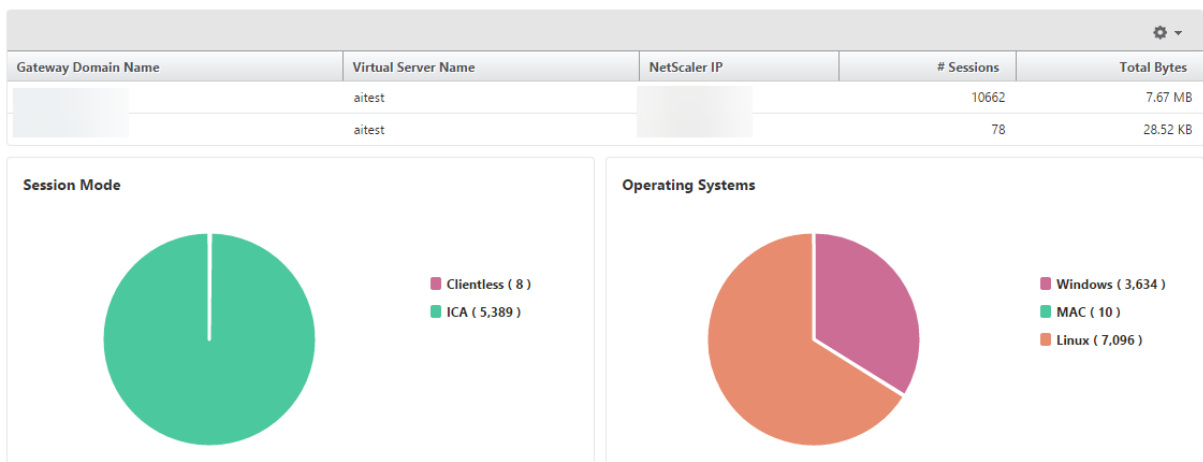 Gateway Domain Name Virtual Server Name NetScaler IP # Sessions Total Bytes
aitest 10662 7.67 MB
aitest 78 28.52 KB
Session Mode
Clientless ( 8 )
ICA ( 5,389 )
Operating Systems
Windows ( 3,634 )
MAC ( 10 )
Linux ( 7,096 )